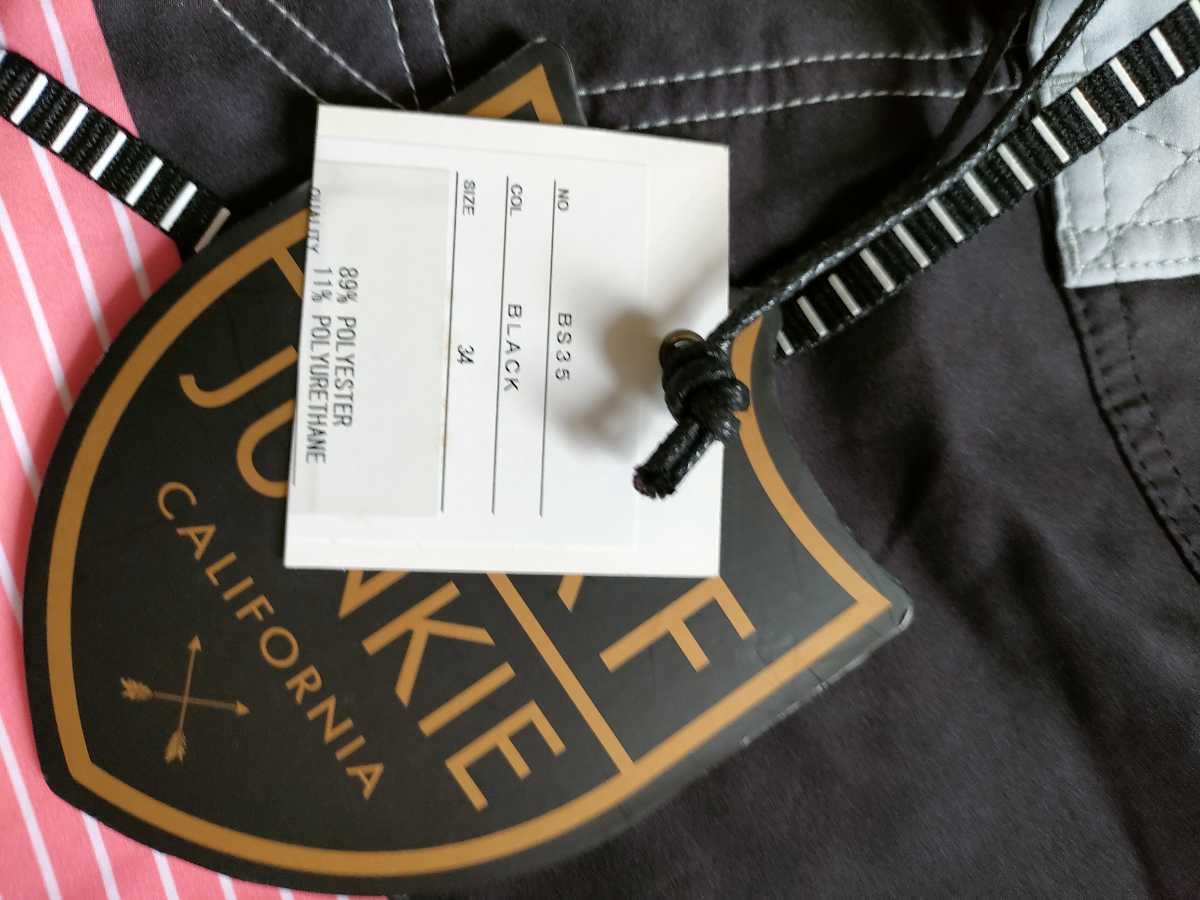 NO BS35
COL BLACK
SIZE 34
QUALITY 89% POLYESTER
11% POLYURETHANE
F
JUNKIE
CALIFORNIA